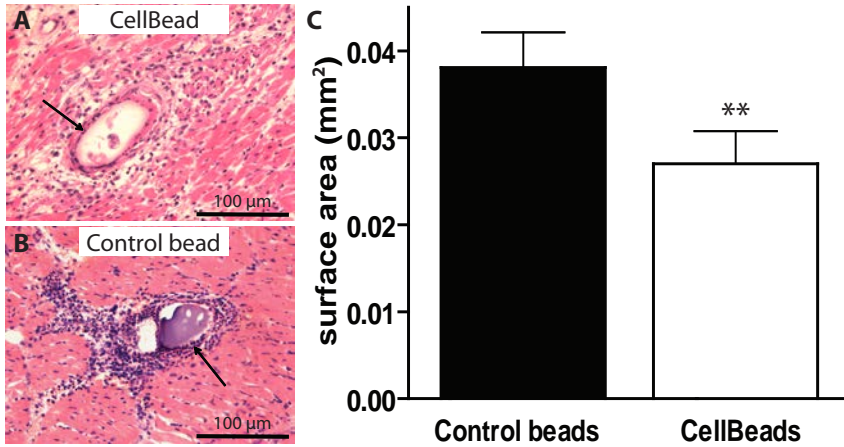 A
CellBead
100 µm
B
Control bead
100 µm
C
surface area (mm²)
0.04
0.03
0.02
0.01
0.00
**
Control beads
CellBeads